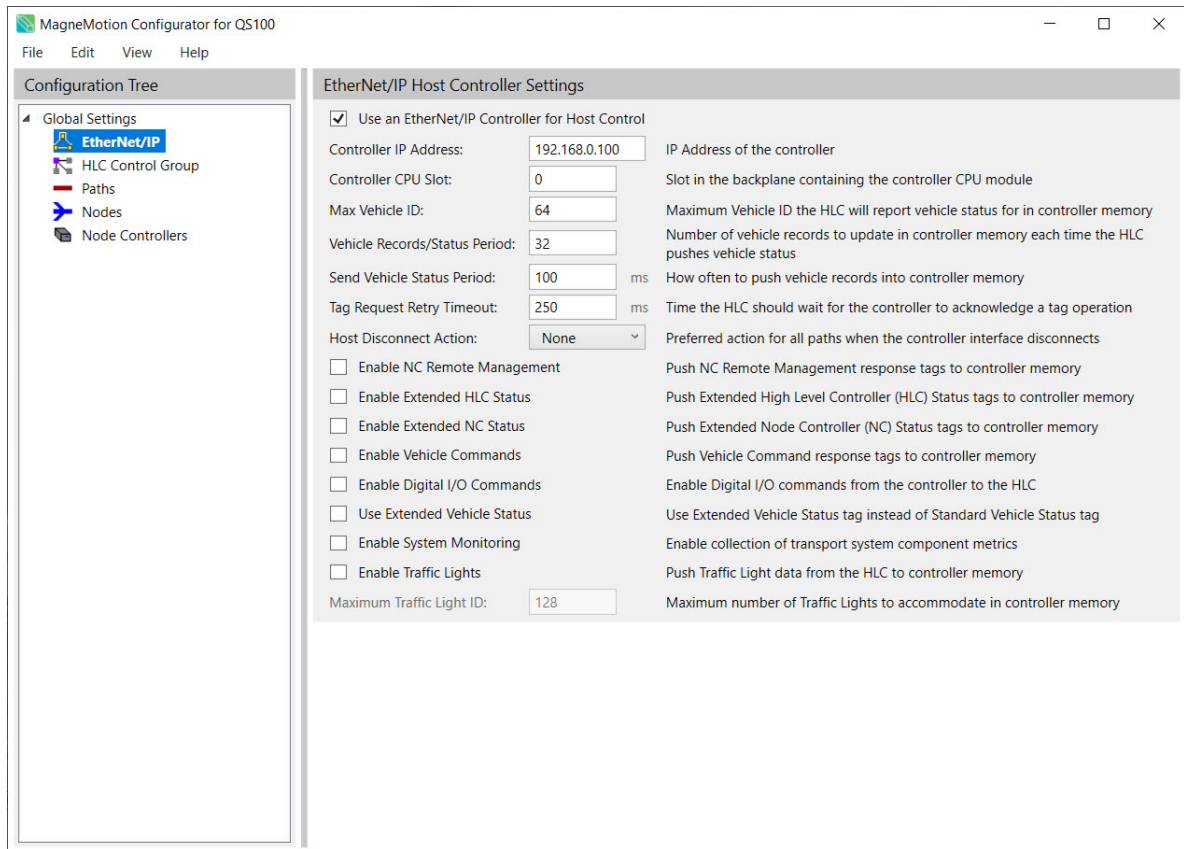 MagneMotion Configurator for QS100
File Edit View Help
Configuration Tree
Global Settings
EtherNet/IP
HLC Control Group
Paths
Nodes
Node Controllers
EtherNet/IP Host Controller Settings
Use an EtherNet/IP Controller for Host Control
Controller IP Address: 192.168.0.100 IP Address of the controller
Controller CPU Slot: 0 Slot in the backplane containing the controller CPU module
Max Vehicle ID: 64 Maximum Vehicle ID the HLC will report vehicle status for in controller memory
Vehicle Records/Status Period: 32 Number of vehicle records to update in controller memory each time the HLC
pushes vehicle status
Send Vehicle Status Period: 100 ms How often to push vehicle records into controller memory
Tag Request Retry Timeout: 250 ms Time the HLC should wait for the controller to acknowledge a tag operation
Host Disconnect Action: None Preferred action for all paths when the controller interface disconnects
Enable NC Remote Management Push NC Remote Management response tags to controller memory
Enable Extended HLC Status Push Extended High Level Controller (HLC) Status tags to controller memory
Enable Extended NC Status Push Extended Node Controller (NC) Status tags to controller memory
Enable Vehicle Commands Push Vehicle Command response tags to controller memory
Enable Digital I/O Commands Enable Digital I/O commands from the controller to the HLC
Use Extended Vehicle Status Use Extended Vehicle Status tag instead of Standard Vehicle Status tag
Enable System Monitoring Enable collection of transport system component metrics
Enable Traffic Lights Push Traffic Light data from the HLC to controller memory
Maximum Traffic Light ID: 128 Maximum number of Traffic Lights to accommodate in controller memory